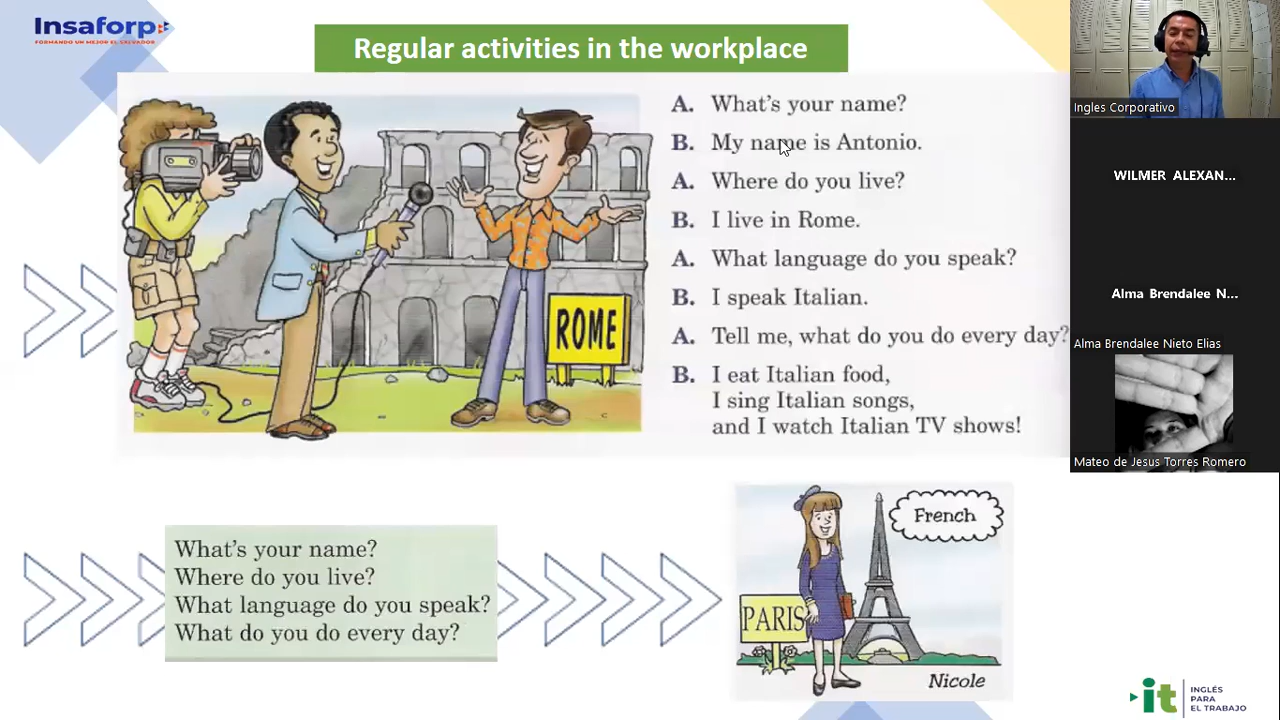 Insaforp
FORMANDO UN MEJOR EL SALVADOR
Regular activities in the workplace
A. What's your name?
B. My name is Antonio.
A. Where do you live?
B. I live in Rome.
A. What language do you speak?
B. I speak Italian.
A. Tell me, what do you do every day?
B. I eat Italian food,
I sing Italian songs,
and I watch Italian TV shows!
ROME
What's your name?
Where do you live?
What language do you speak?
What do you do every day?
French
PARIS
Nicole
Ingles Corporativo
WILMER ALEXAN...
Alma Brendalee N...
Alma Brendalee Nieto Elias
Mateo de Jesus Torres Romero
it
INGLÉS
PARA
EL TRABAJO